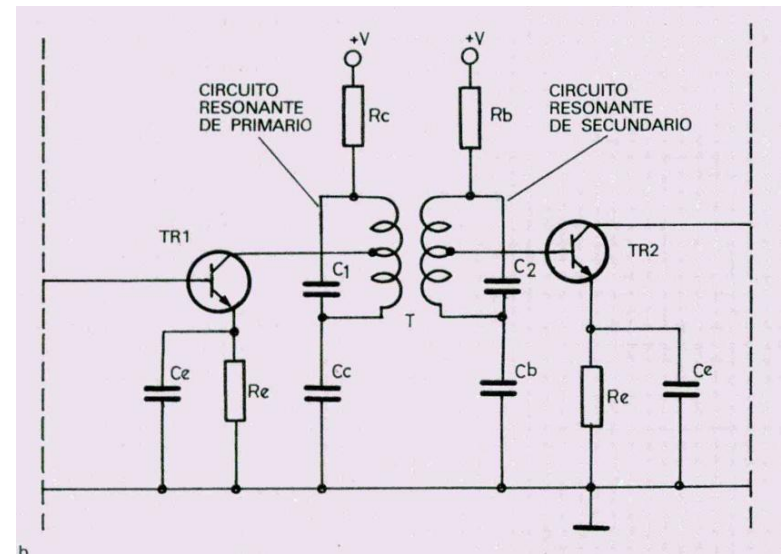 +V
+V
CIRCUITO
RESONANTE
DE PRIMARIO
Rc
Rb
CIRCUITO
RESONANTE
DE SECUNDARIO
TR1
TR2
C1
C2
T
Ce
Re
Cc
Cb
Re
Ce
b